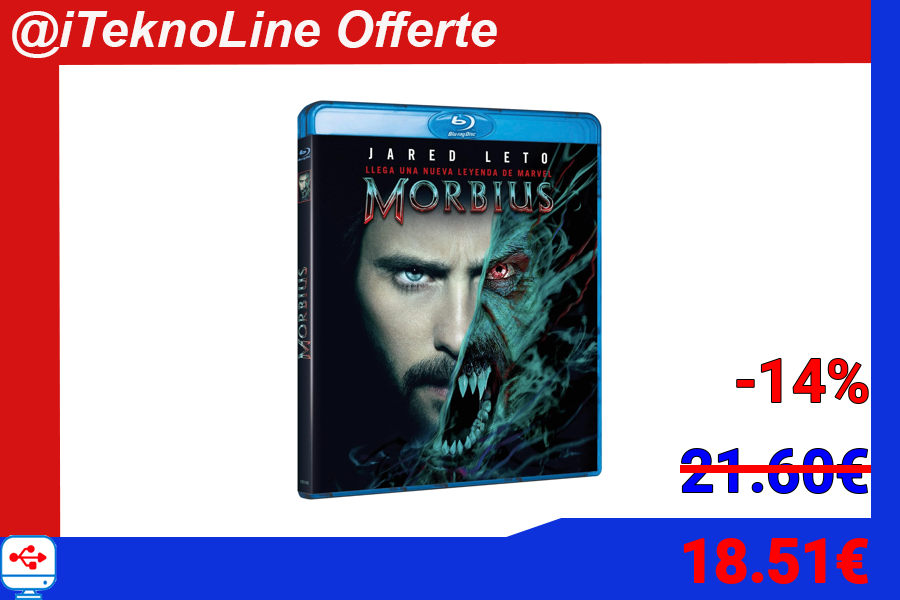 @iTeknoLine Offerte
Blu-ray Disc
JARED LETO
LLEGA UNA NUEVA LEYENDA DE MARVEL
MORBIUS
MORBIUS
-14%
21.60€
18.51€